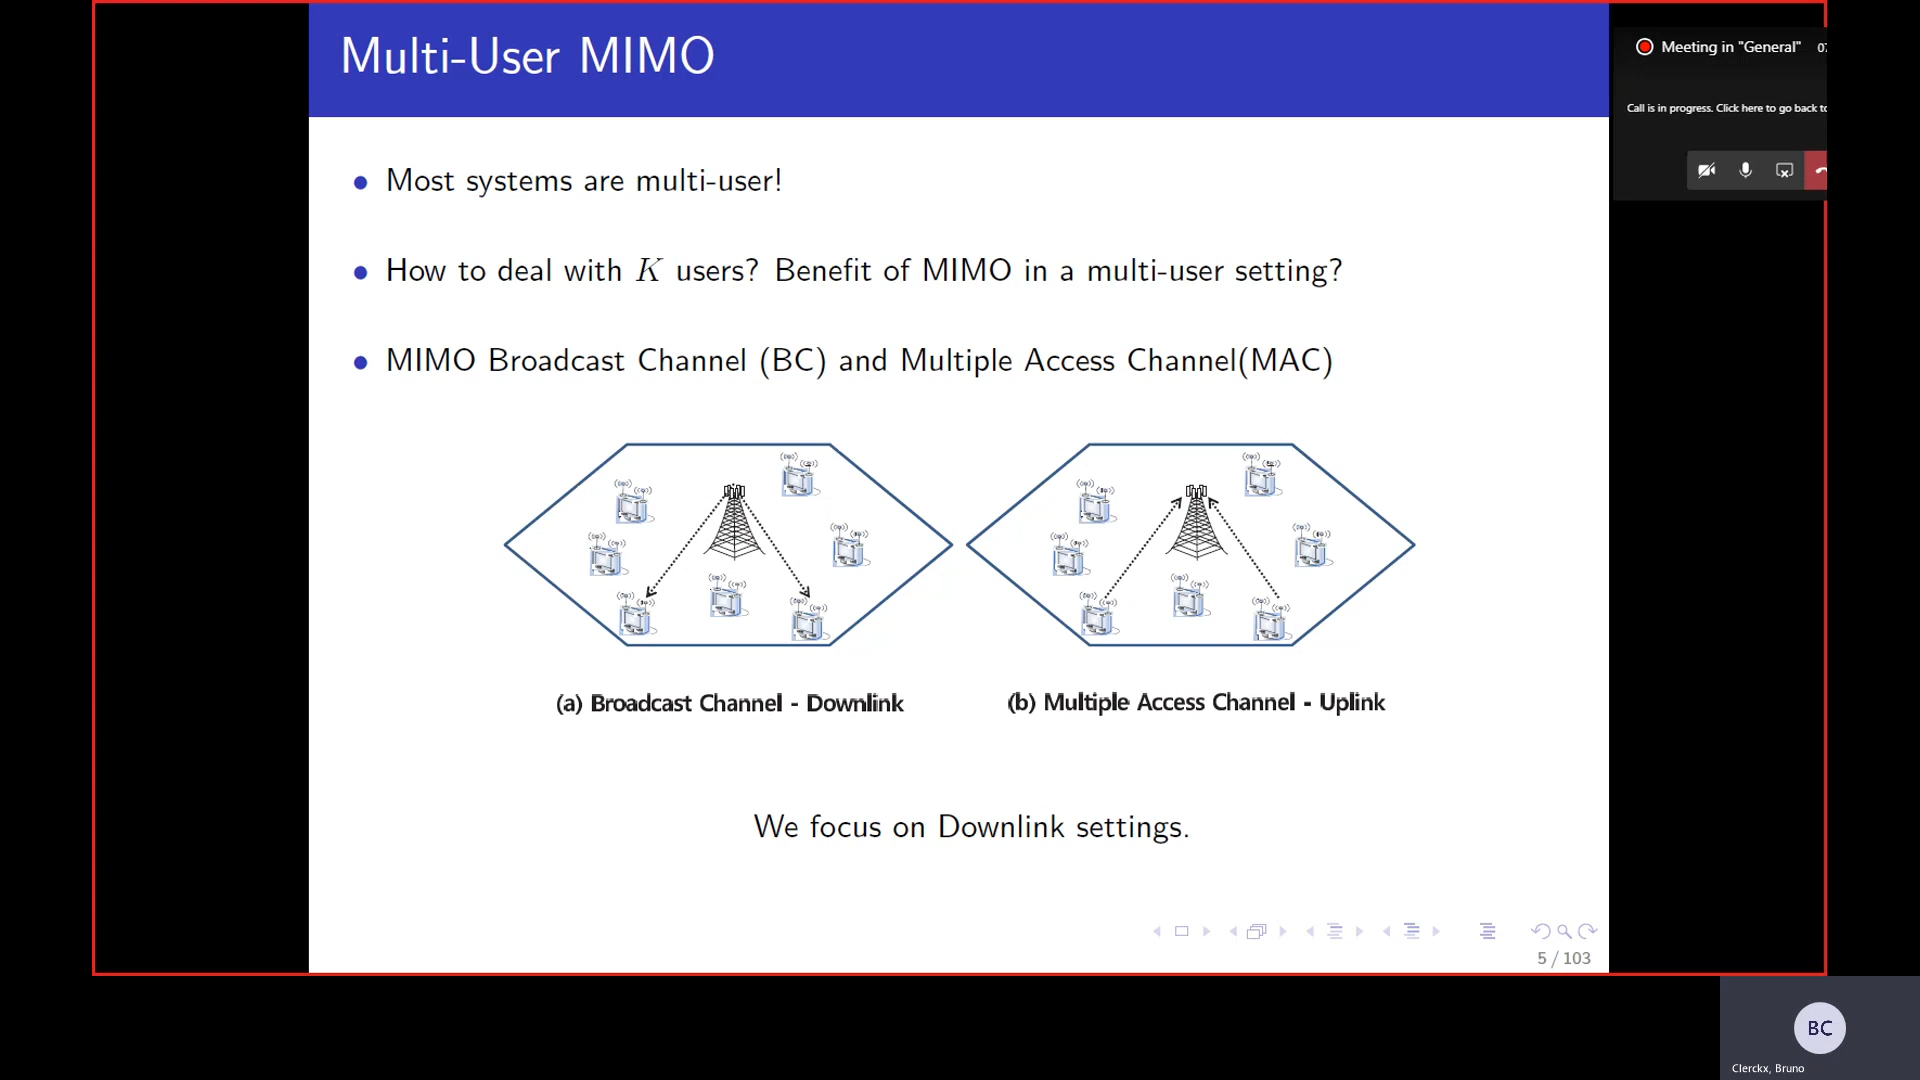 Multi-User MIMO
Meeting in "General"
Call is in progress. Click here to go back
• Most systems are multi-user!
• How to deal with K users? Benefit of MIMO in a multi-user setting?
• MIMO Broadcast Channel (BC) and Multiple Access Channel(MAC)
(a) Broadcast Channel - Downlink
(b) Multiple Access Channel - Uplink
We focus on Downlink settings.
5 / 103
BC
Clerckx, Bruno